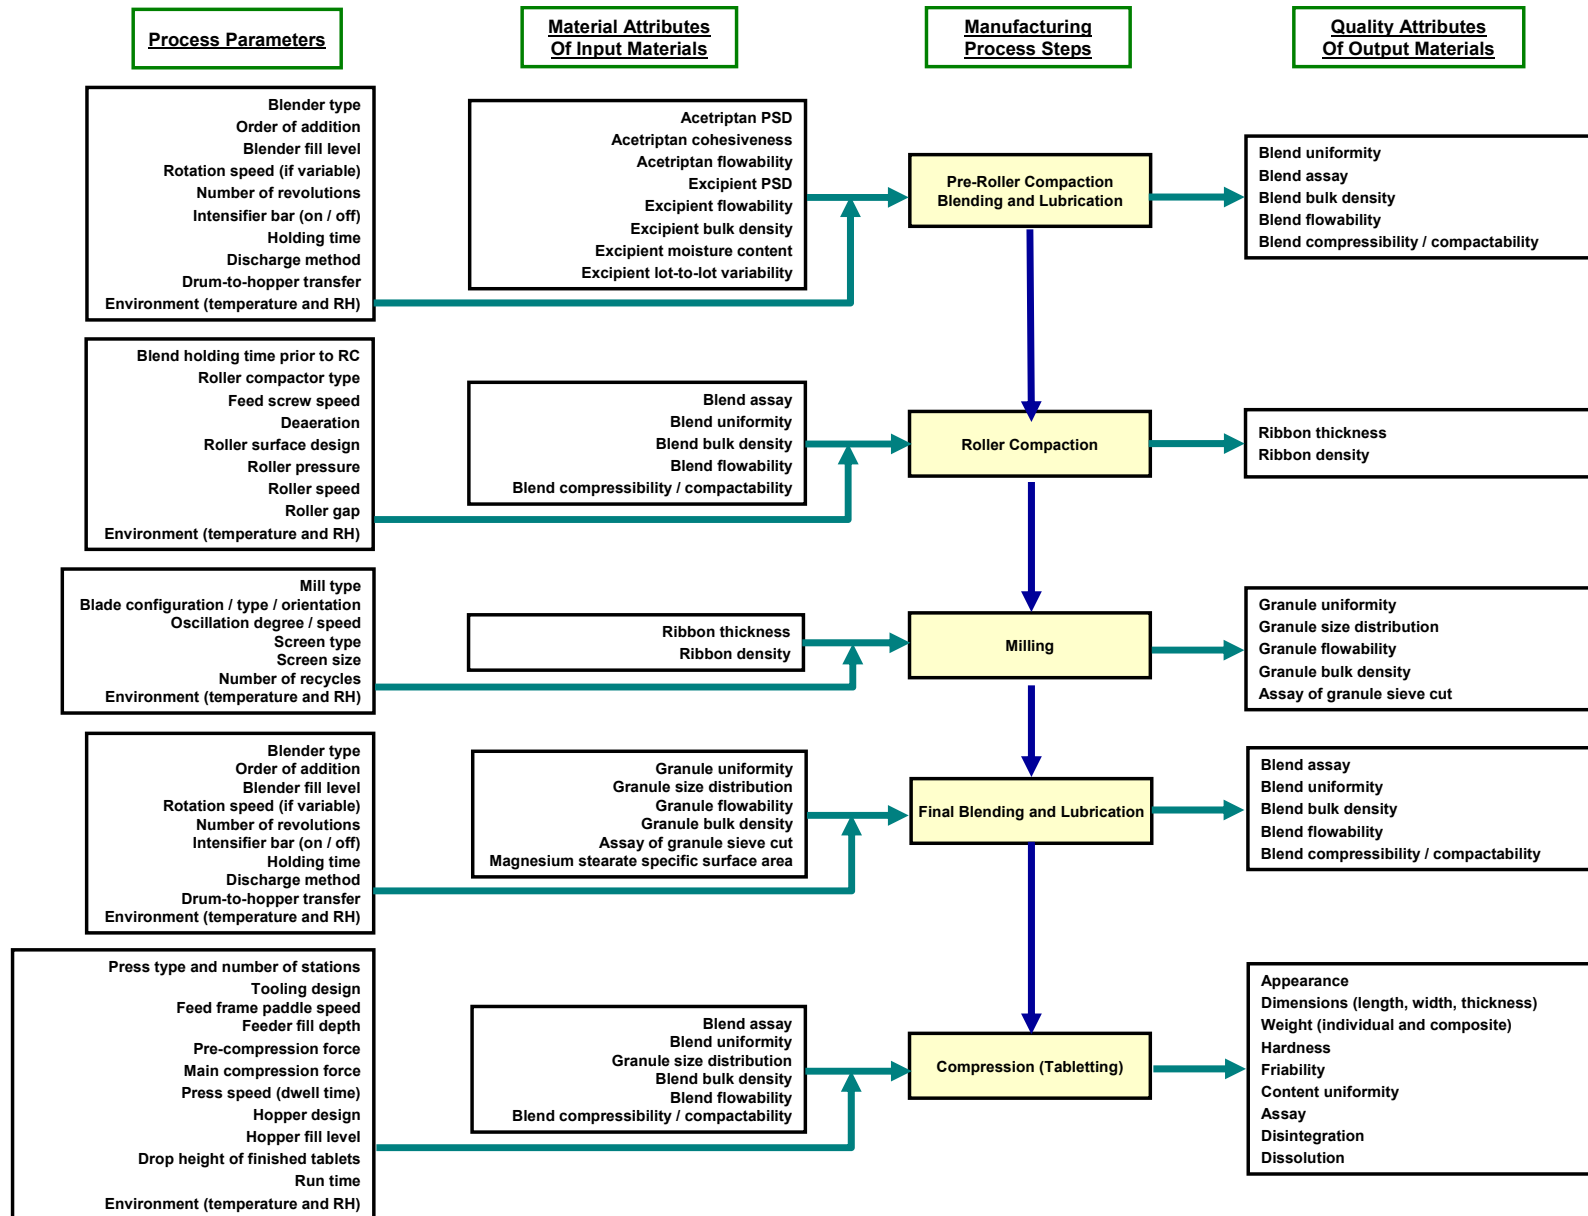 Process Parameters
Material Attributes
Of Input Materials
Manufacturing
Process Steps
Quality Attributes
Of Output Materials
Blender type
Order of addition
Blender fill level
Rotation speed (if variable)
Number of revolutions
Intensifier bar (on / off)
Holding time
Discharge method
Drum-to-hopper transfer
Environment (temperature and RH)
Acetriptan PSD
Acetriptan cohesiveness
Acetriptan flowability
Excipient PSD
Excipient flowability
Excipient bulk density
Excipient moisture content
Excipient lot-to-lot variability
Pre-Roller Compaction
Blending and Lubrication
Blend uniformity
Blend assay
Blend bulk density
Blend flowability
Blend compressibility / compactability
Blend holding time prior to RC
Roller compactor type
Feed screw speed
Deaeration
Roller surface design
Roller pressure
Roller speed
Roller gap
Environment (temperature and RH)
Blend assay
Blend uniformity
Blend bulk density
Blend flowability
Blend compressibility / compactability
Roller Compaction
Ribbon thickness
Ribbon density
Mill type
Blade configuration / type / orientation
Oscillation degree / speed
Screen type
Screen size
Number of recycles
Environment (temperature and RH)
Ribbon thickness
Ribbon density
Milling
Granule uniformity
Granule size distribution
Granule flowability
Granule bulk density
Assay of granule sieve cut
Blender type
Order of addition
Blender fill level
Rotation speed (if variable)
Number of revolutions
Intensifier bar (on / off)
Holding time
Discharge method
Drum-to-hopper transfer
Environment (temperature and RH)
Granule uniformity
Granule size distribution
Granule flowability
Granule bulk density
Assay of granule sieve cut
Magnesium stearate specific surface area
Final Blending and Lubrication
Blend assay
Blend uniformity
Blend bulk density
Blend flowability
Blend compressibility / compactability
Press type and number of stations
Tooling design
Feed frame paddle speed
Feeder fill depth
Pre-compression force
Main compression force
Press speed (dwell time)
Hopper design
Hopper fill level
Drop height of finished tablets
Run time
Environment (temperature and RH)
Blend assay
Blend uniformity
Granule size distribution
Blend bulk density
Blend flowability
Blend compressibility / compactability
Compression (Tabletting)
Appearance
Dimensions (length, width, thickness)
Weight (individual and composite)
Hardness
Friability
Content uniformity
Assay
Disintegration
Dissolution